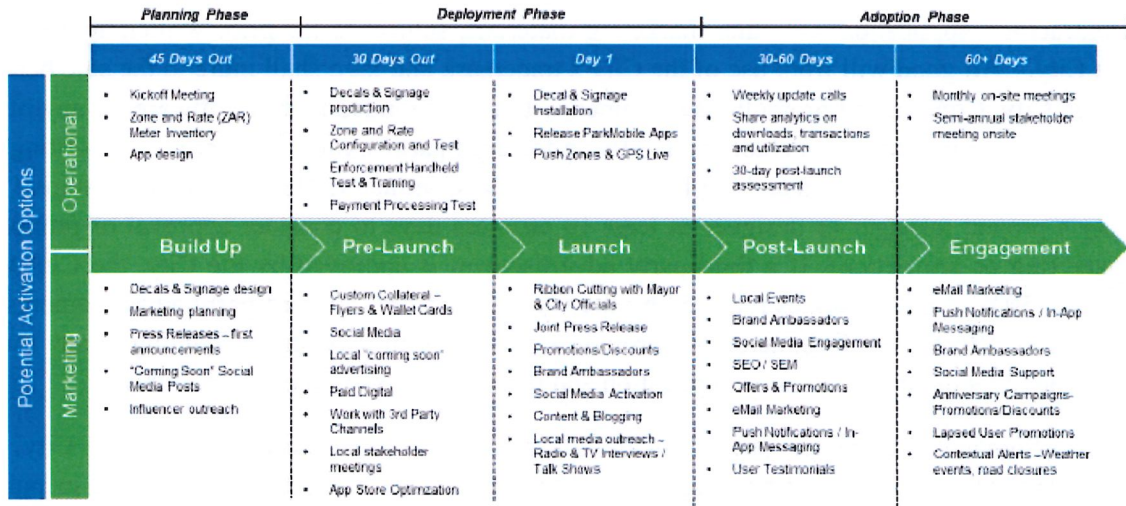 Planning Phase
Deployment Phase
Adoption Phase
45 Days Out
30 Days Out
Day 1
30-60 Days
60+ Days
Potential Activation Options
Operational
Kickoff Meeting
Zone and Rate (ZAR)
Meter Inventory
App design
Decals & Signage
production
Zone and Rate
Configuration and Test
Enforcement Handheld
Test & Training
Payment Processing Test
Decal & Signage
Installation
Release ParkMobile Apps
Push Zones & GPS Live
Weekly update calls
Share analytics on
downloads, transactions
and utilization
30-day post-launch
assessment
Monthly on-site meetings
Semi-annual stakeholder
meeting onsite
Build Up
Pre-Launch
Launch
Post-Launch
Engagement
Marketing
Decals & Signage design
Marketing planning
Press Releases – first
announcements
"Coming Soon" Social
Media Posts
Influencer outreach
Custom Collateral –
Flyers & Wallet Cards
Social Media
Local "coming soon"
advertising
Paid Digital
Work with 3rd Party
Channels
Local stakeholder
meetings
App Store Optimization
Ribbon Cutting with Mayor
& City Officials
Joint Press Release
Promotions/Discounts
Brand Ambassadors
Social Media Activation
Content & Blogging
Local media outreach –
Radio & TV Interviews /
Talk Shows
Local Events
Brand Ambassadors
Social Media Engagement
SEO / SEM
Offers & Promotions
eMail Marketing
Push Notifications / In-
App Messaging
User Testimonials
eMail Marketing
Push Notifications / In-App
Messaging
Brand Ambassadors
Social Media Support
Anniversary Campaigns-
Promotions/Discounts
Lapsed User Promotions
Contextual Alerts –Weather
events, road closures